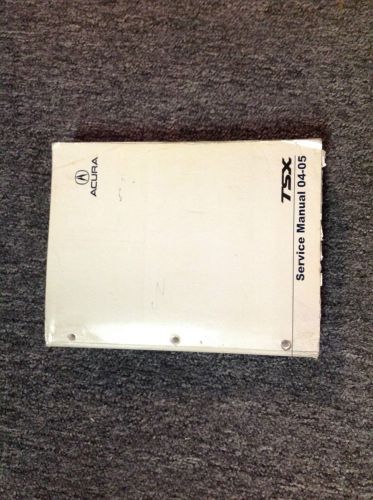 ACURA
TSX
Service Manual 04-05